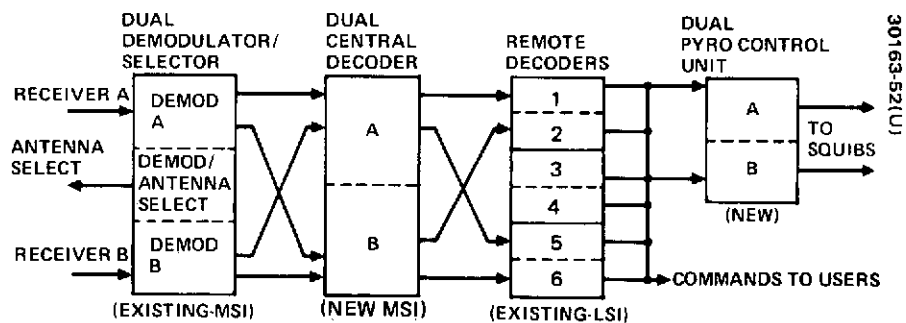 DUAL
DEMODULATOR/
SELECTOR
DUAL
CENTRAL
DECODER
REMOTE
DECODERS
DUAL
PYRO CONTROL
UNIT
30163-52(U)
RECEIVER A
DEMOD
A
ANTENNA
SELECT
DEMOD/
ANTENNA
SELECT
RECEIVER B
DEMOD
B
(EXISTING-MSI)
A
B
(NEW MSI)
1
2
3
4
5
6
(EXISTING-LSI)
A
B
(NEW)
TO
SQUIBS
COMMANDS TO USERS